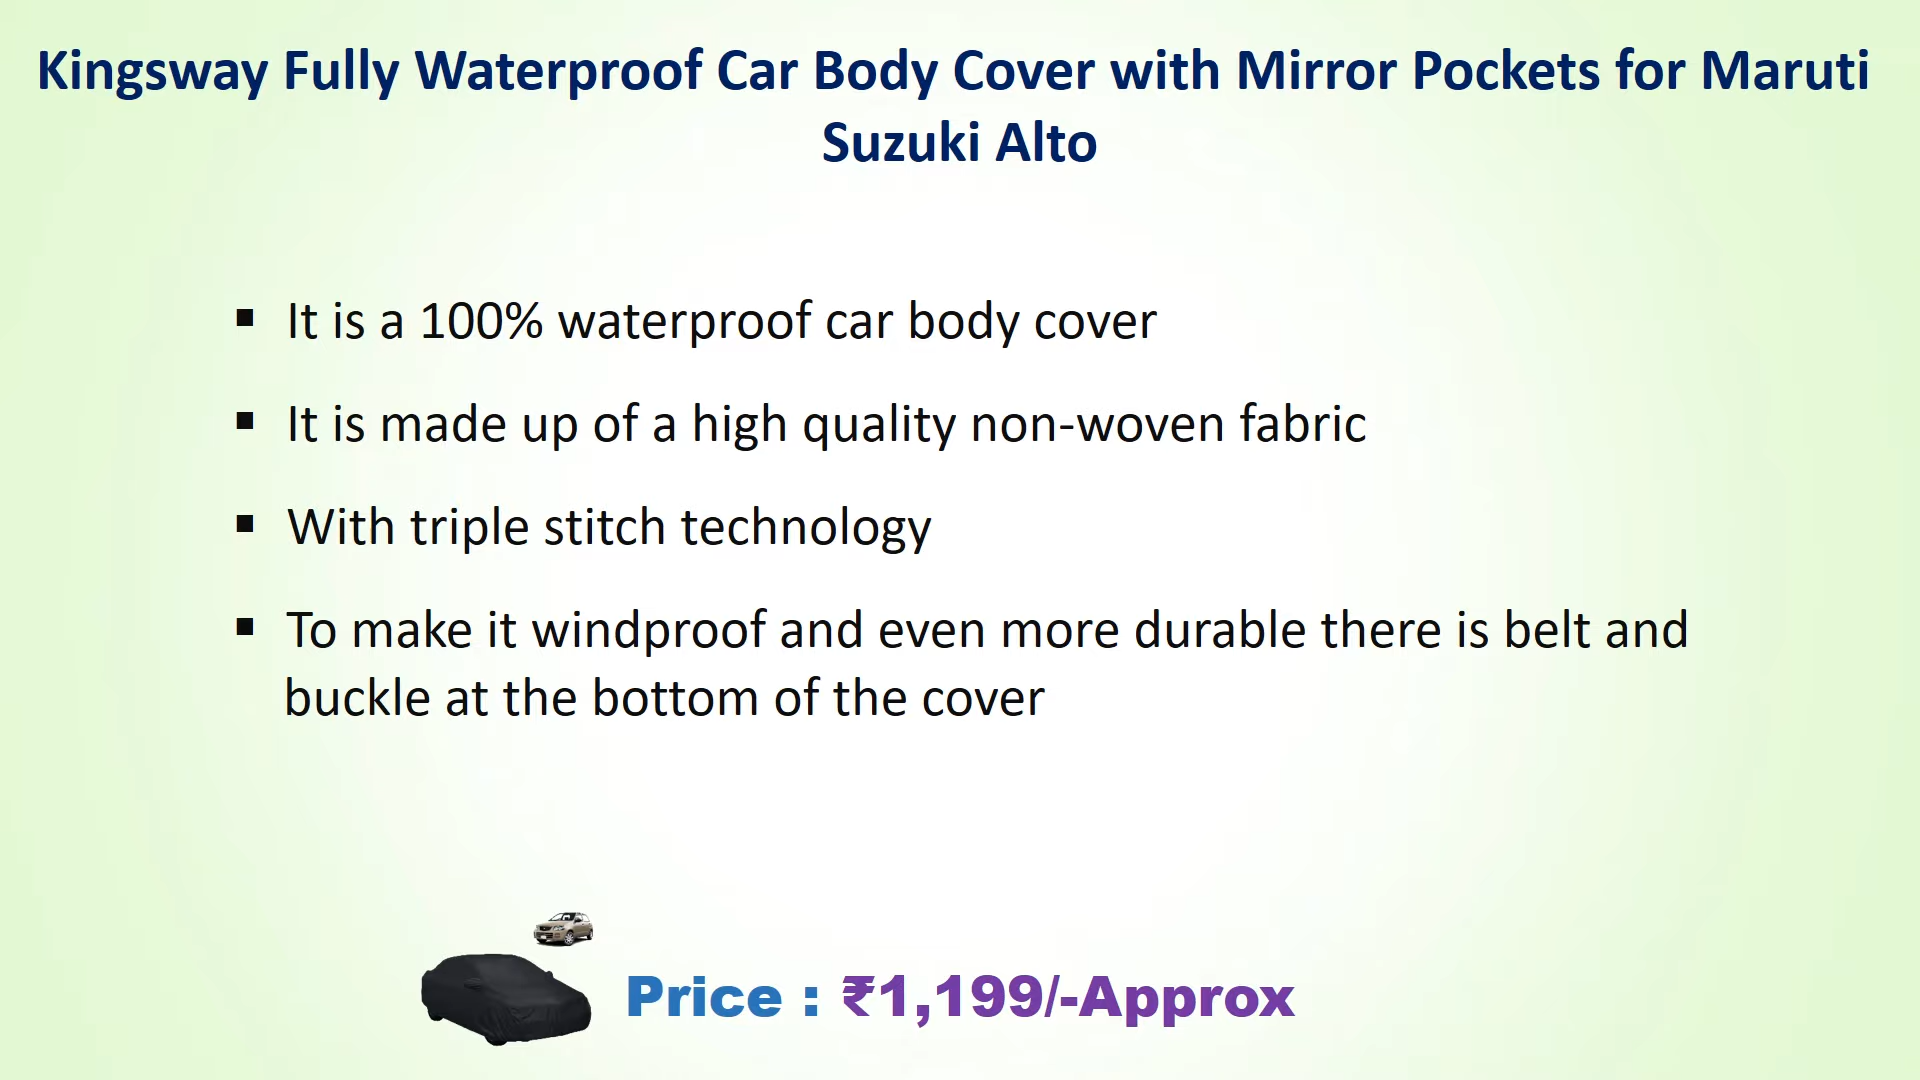 Kingsway Fully Waterproof Car Body Cover with Mirror Pockets for Maruti
Suzuki Alto
▪ It is a 100% waterproof car body cover
▪ It is made up of a high quality non-woven fabric
▪ With triple stitch technology
▪ To make it windproof and even more durable there is belt and
buckle at the bottom of the cover
Price : ₹1,199/-Approx